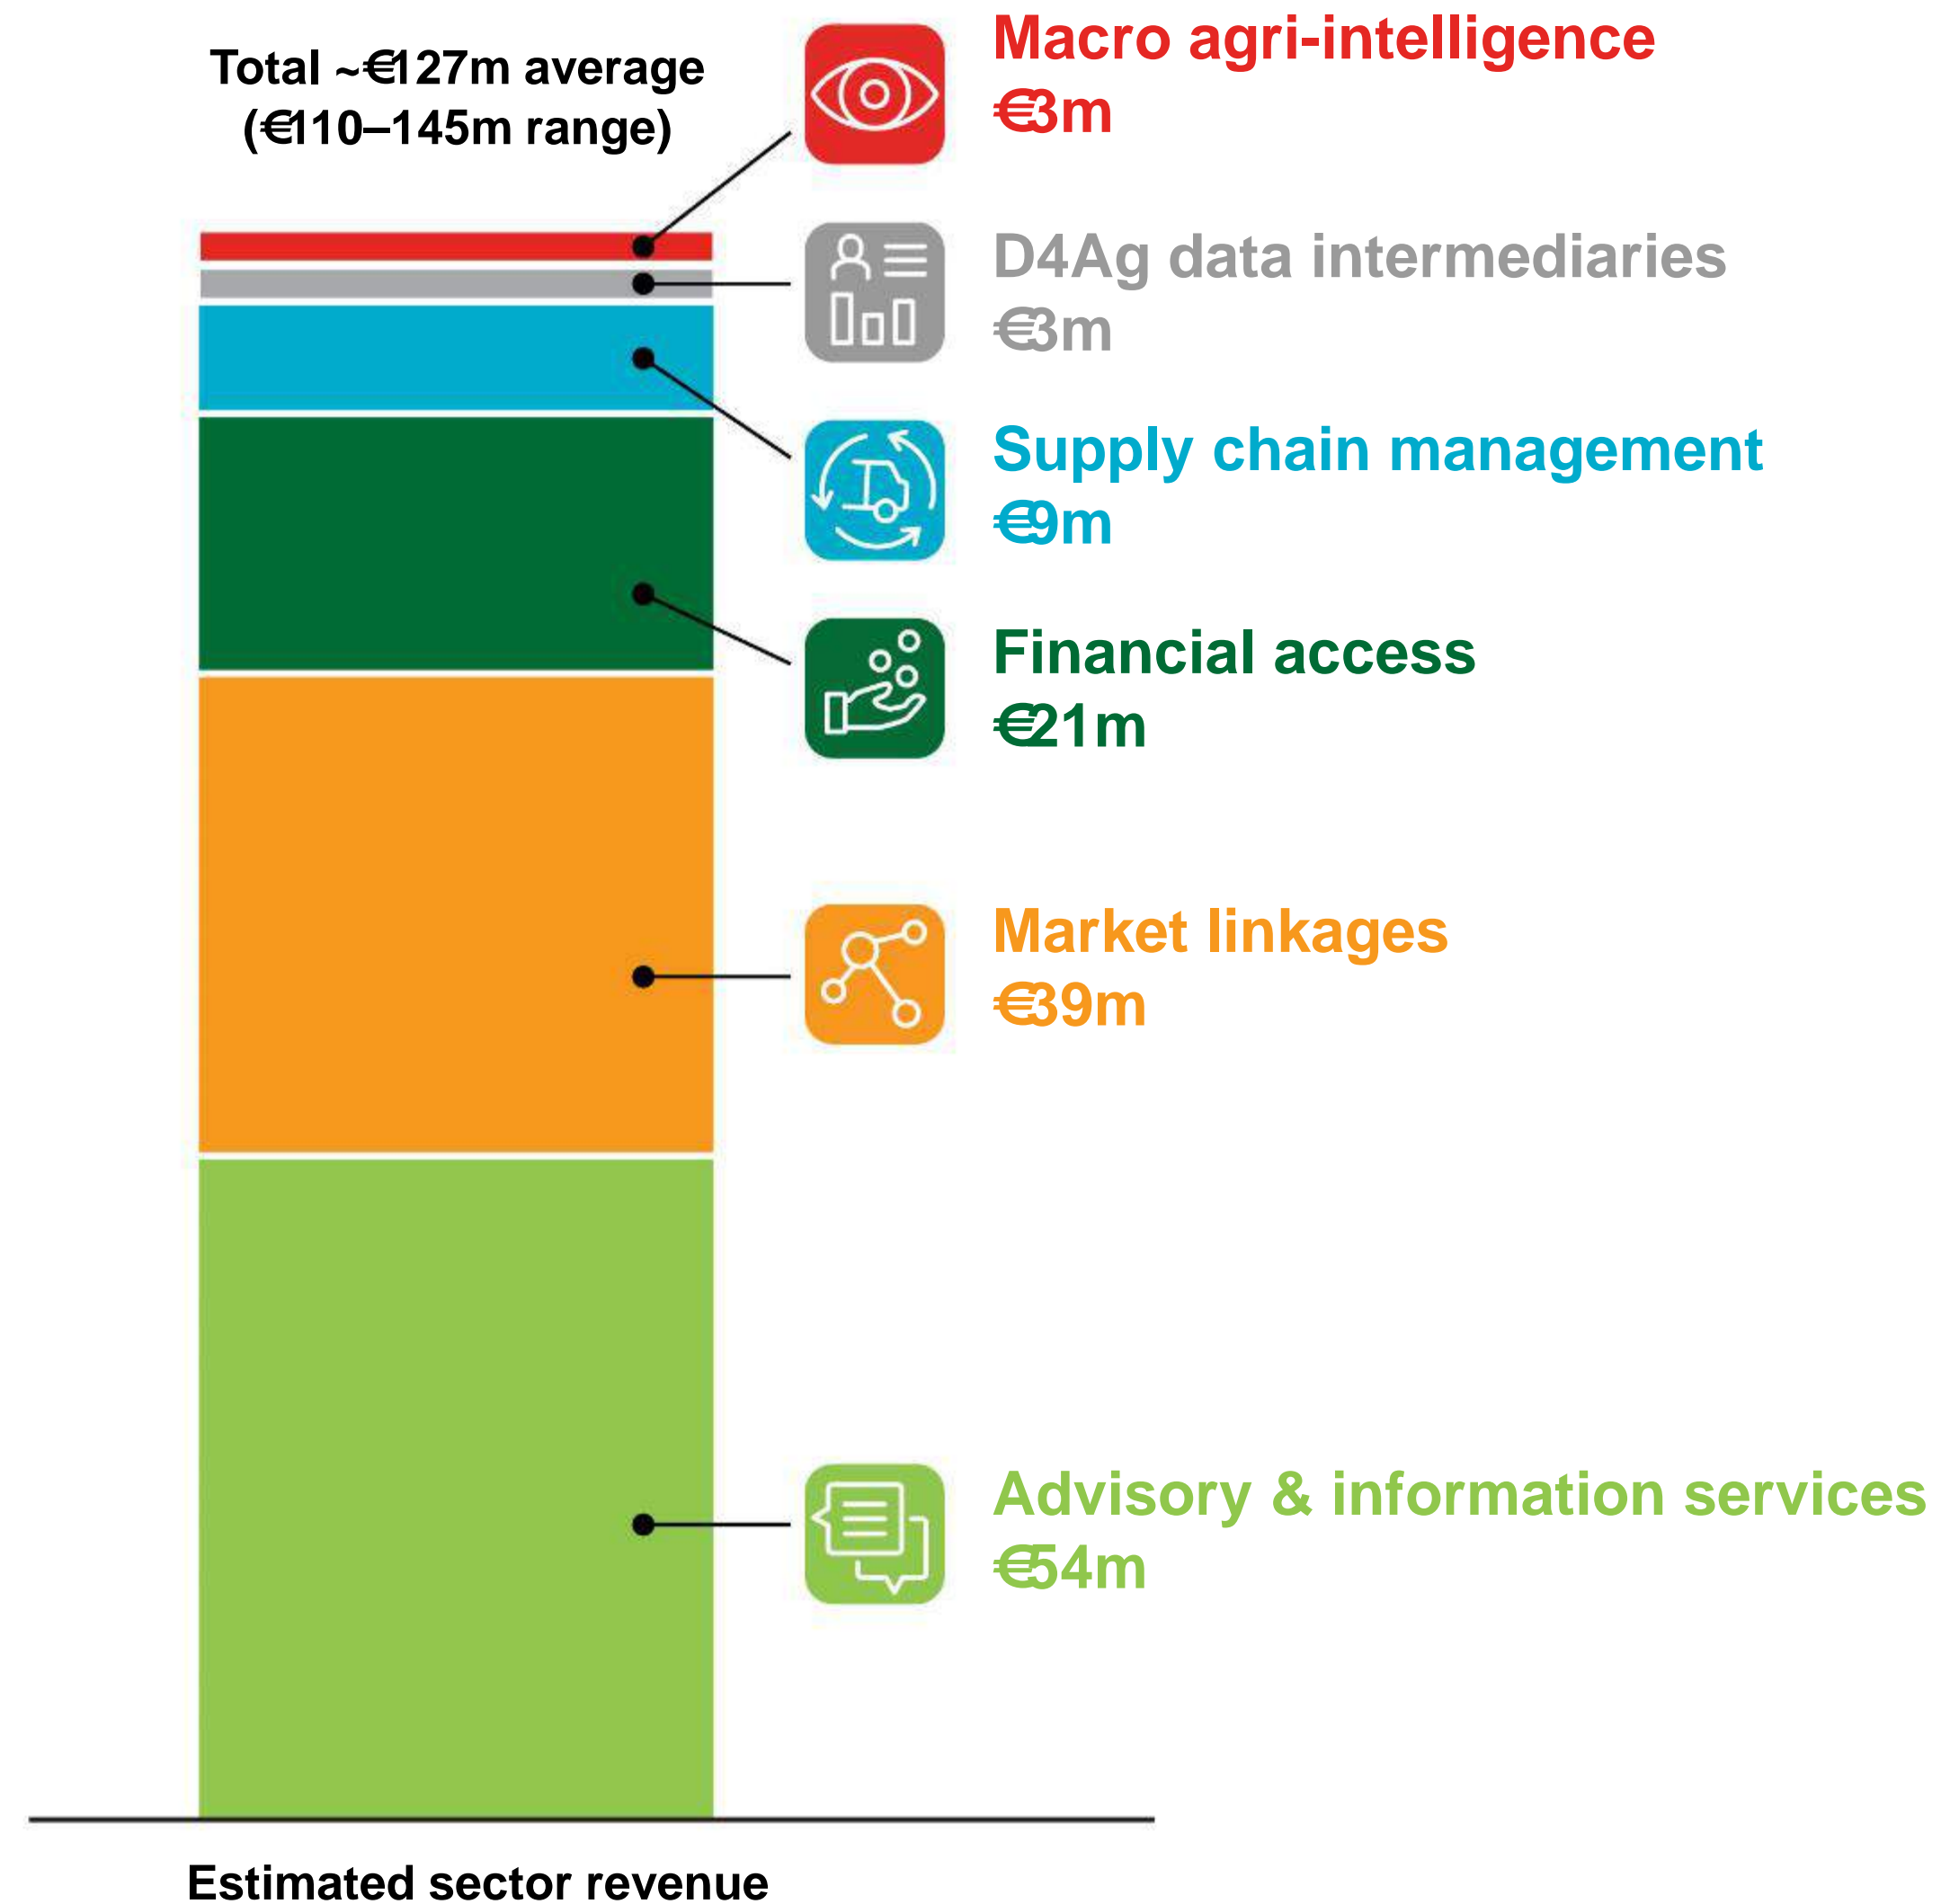 Total ~€127m average
(€110–145m range)
Macro agri-intelligence
€3m
D4Ag data intermediaries
€3m
Supply chain management
€9m
Financial access
€21m
Market linkages
€39m
Advisory & information services
€54m
Estimated sector revenue